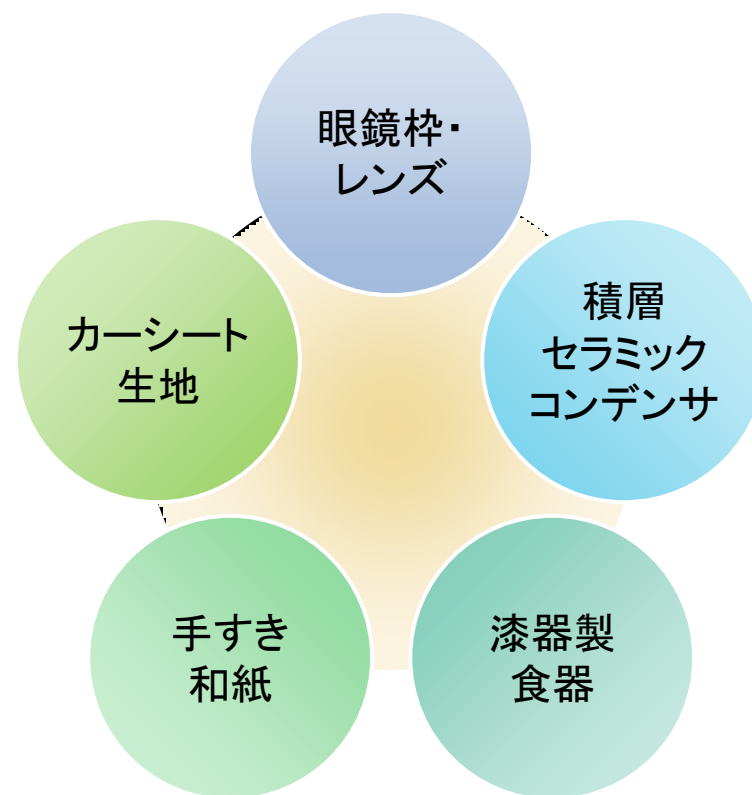 眼鏡枠・
レンズ
積層
セラミック
コンデンサ
漆器製
食器
手すき
和紙
カーシート
生地